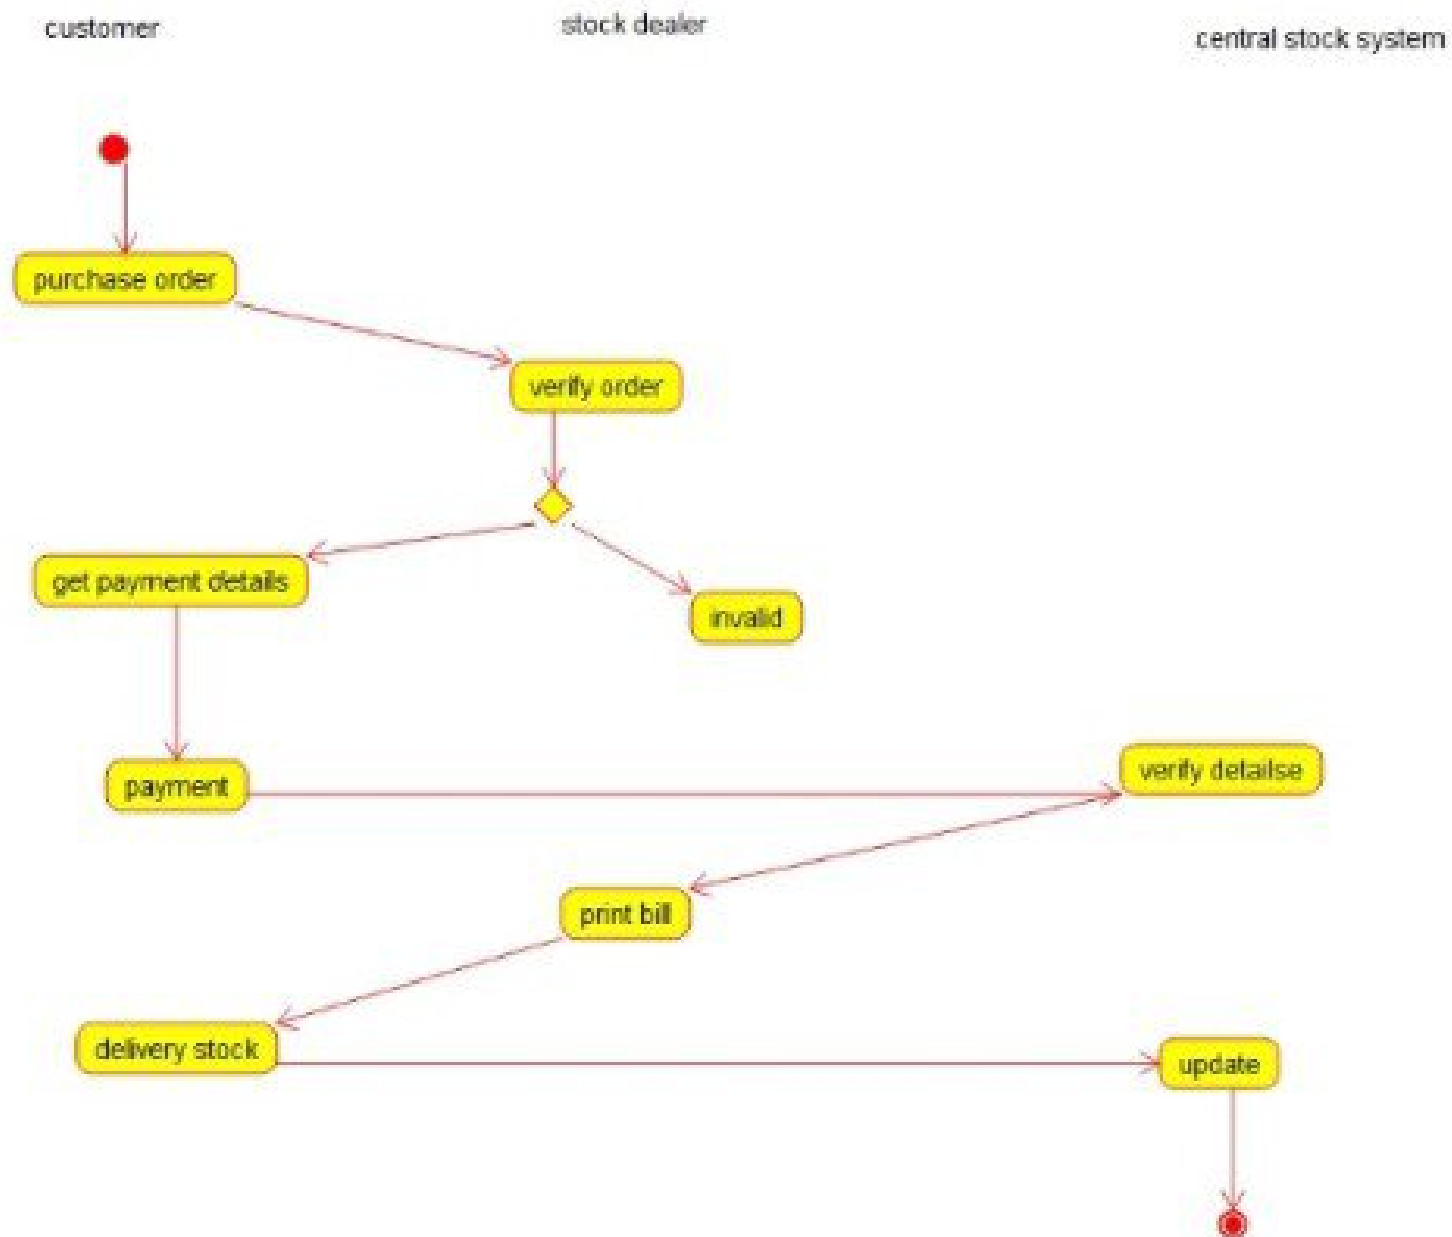 customer
stock dealer
central stock system
purchase order
verify order
get payment details
invalid
payment
verify detailse
print bill
delivery stock
update